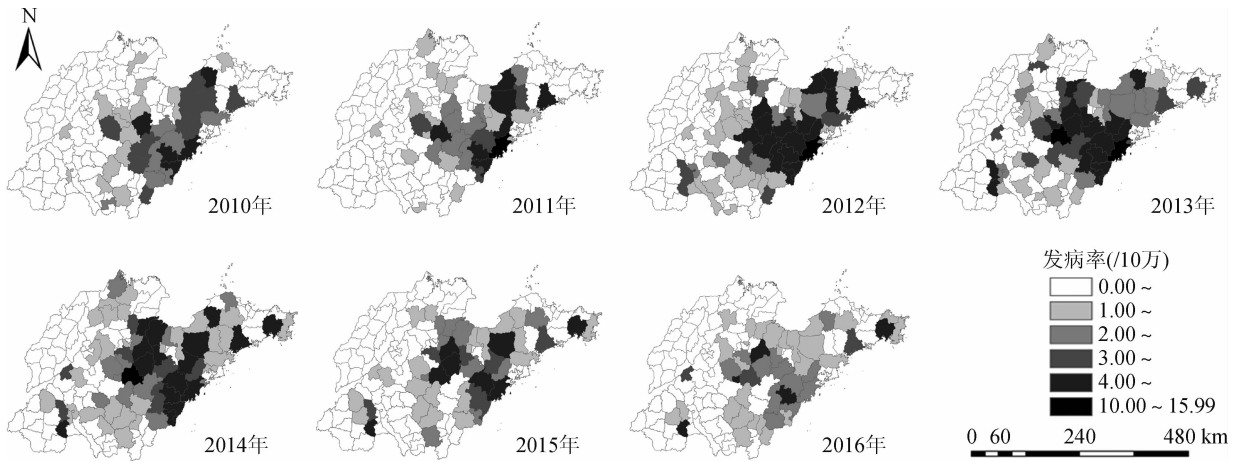 N
2010年
2011年
2012年
2013年
2014年
2015年
2016年
发病率(/10万)
0.00 ~
1.00 ~
2.00 ~
3.00 ~
4.00 ~
10.00 ~ 15.99
0 60 240 480 km